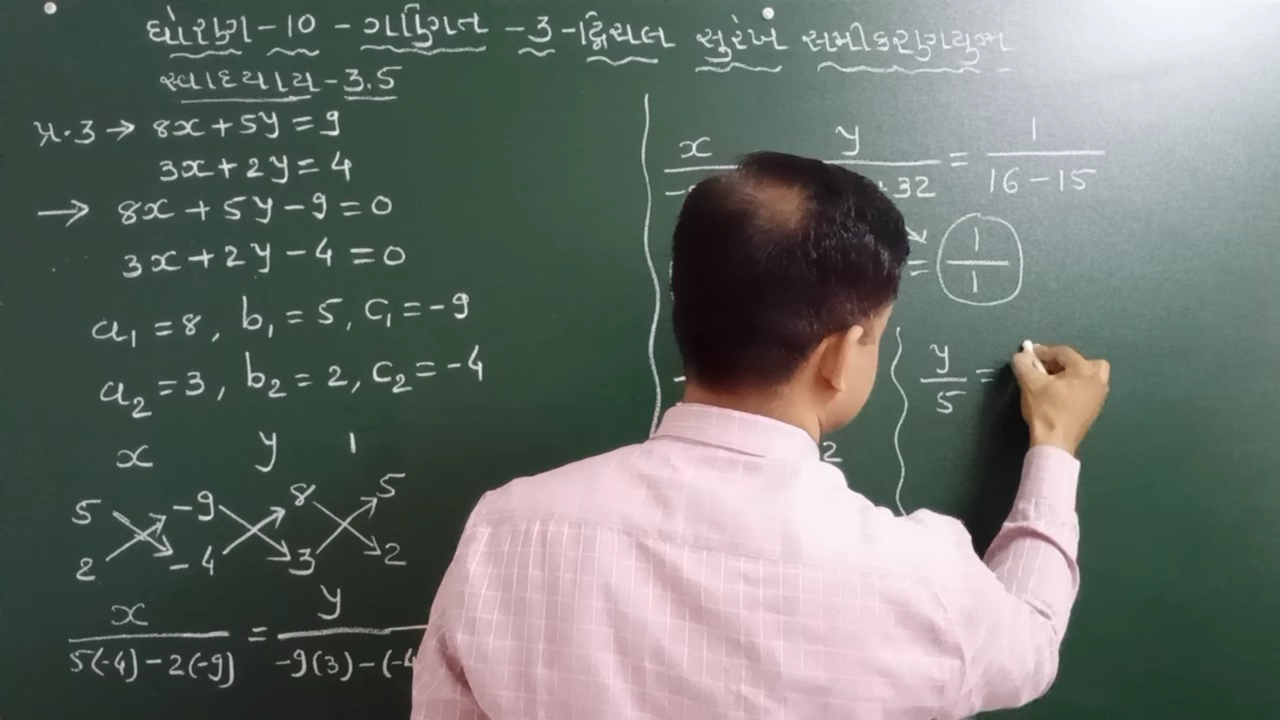 ધોરણ-10 - ગણિત -3-દ્વિચલ સુરેખ સમીકરણયુગ્મ
સ્વાધ્યાય-3.5
પ્ર.3 → 8x+5y=9
3x+2y=4
→ 8x+5y-9=0
3x+2y-4=0
a₁=8, b₁=5, c₁=-9
a₂=3, b₂=2, c₂=-4
x y 1
5 -9 8 5
2 -4 3 2
x y
5(-4)-2(-9) = -9(3)-(-4
x y 1
+32 = 16-15
= 1
1
y
5 =
2